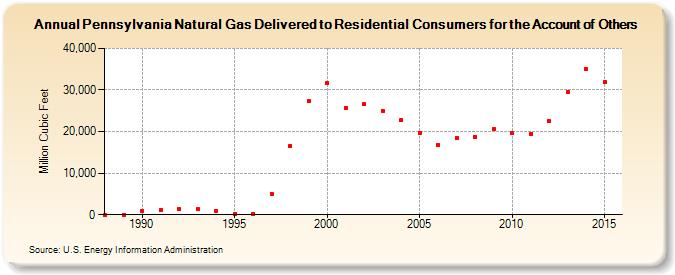 Annual Pennsylvania Natural Gas Delivered to Residential Consumers for the Account of Others
40,000
30,000
20,000
10,000
0
Million Cubic Feet
1990 1995 2000 2005 2010 2015
Source: U.S. Energy Information Administration